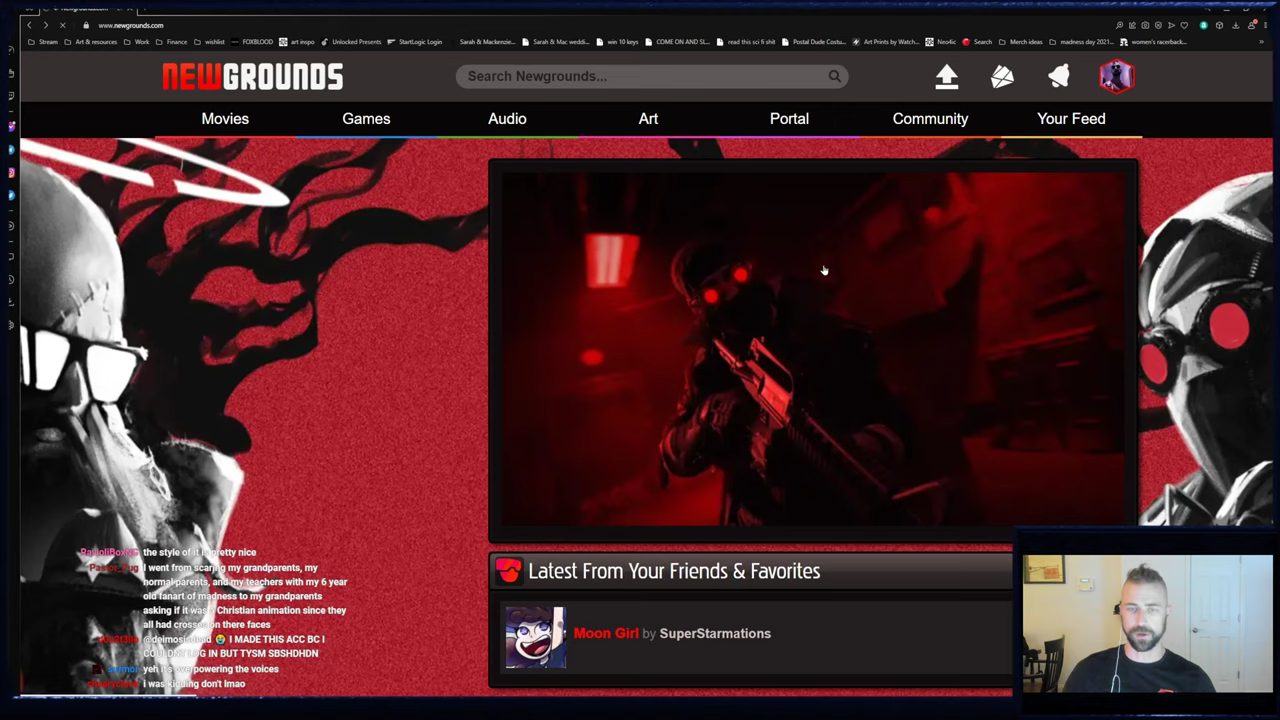 www.newgrounds.com
Stream Art & resources Work Finance wishlist FOXBLOOD art inspo Unlocked Presents StartLogic Login Sarah & Mackenzie... Sarah & Mac weddi... win 10 keys COME ON AND SL... read this sci fi shit Postal Dude Costu... Art Prints by Watch... Neo4ic Search Merch ideas madness day 2021... women's racerback...
NEWGROUNDS
Search Newgrounds...
Movies Games Audio Art Portal Community Your Feed
Latest From Your Friends & Favorites
Moon Girl by SuperStarmations
the style of it is pretty nice
I went from scaring my grandparents, my
normal parents, and my teachers with my 6 year
old fanart of madness to my grandparents
asking if it was Christian animation since they
all had crosses on there faces
I MADE THIS ACC BC I
COULDN'T LOG IN BUT TYSM SBSHDHDN
yeh it's overpowering the voices
i was kidding don't lmao